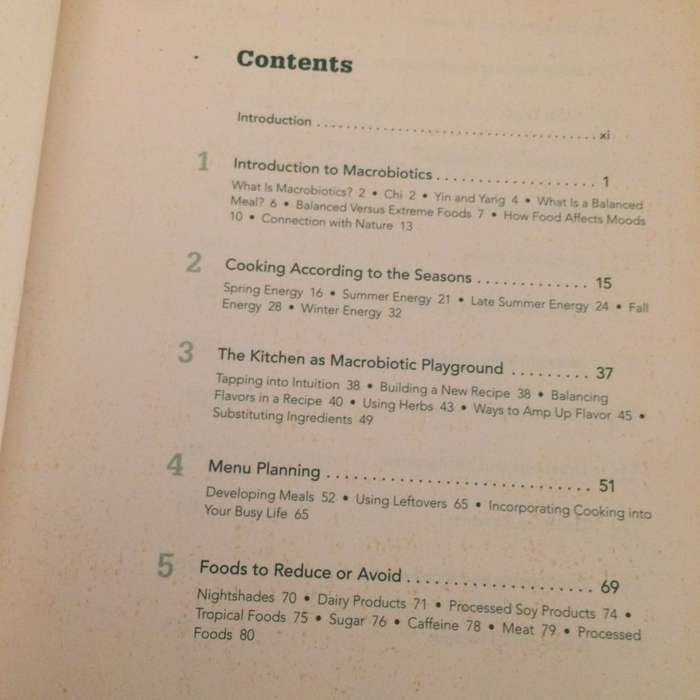 Contents
Introduction ........................................ xi
1 Introduction to Macrobiotics .................. 1
What Is Macrobiotics? 2 • Chi 2 • Yin and Yang 4 • What Is a Balanced
Meal? 6 • Balanced Versus Extreme Foods 7 • How Food Affects Moods
10 • Connection with Nature 13
2 Cooking According to the Seasons ............. 15
Spring Energy 16 • Summer Energy 21 • Late Summer Energy 24 • Fall
Energy 28 • Winter Energy 32
3 The Kitchen as Macrobiotic Playground ......... 37
Tapping into Intuition 38 • Building a New Recipe 38 • Balancing
Flavors in a Recipe 40 • Using Herbs 43 • Ways to Amp Up Flavor 45 •
Substituting Ingredients 49
4 Menu Planning ............................. 51
Developing Meals 52 • Using Leftovers 65 • Incorporating Cooking into
Your Busy Life 65
5 Foods to Reduce or Avoid .................... 69
Nightshades 70 • Dairy Products 71 • Processed Soy Products 74 •
Tropical Foods 75 • Sugar 76 • Caffeine 78 • Meat 79 • Processed
Foods 80